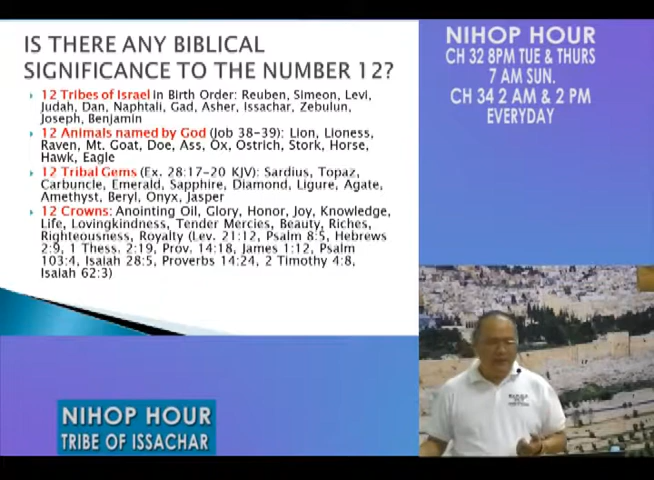 IS THERE ANY BIBLICAL
SIGNIFICANCE TO THE NUMBER 12?
12 Tribes of Israel in Birth Order: Reuben, Simeon, Levi,
Judah, Dan, Naphtali, Gad, Asher, Issachar, Zebulun,
Joseph, Benjamin
12 Animals named by God (Job 38-39): Lion, Lioness,
Raven, Mt. Goat, Doe, Ass, Ox, Ostrich, Stork, Horse,
Hawk, Eagle
12 Tribal Gems (Ex. 28:17-20 KJV): Sardius, Topaz,
Carbuncle, Emerald, Sapphire, Diamond, Ligure, Agate,
Amethyst, Beryl, Onyx, Jasper
12 Crowns: Anointing Oil, Glory, Honor, Joy, Knowledge,
Life, Lovingkindness, Tender Mercies, Beauty, Riches,
Righteousness, Royalty (Lev. 21:12, Psalm 8:5, Hebrews
2:9, 1 Thess. 2:19, Prov. 14:18, James 1:12, Psalm
103:4, Isaiah 28:5, Proverbs 14:24, 2 Timothy 4:8,
Isaiah 62:3)
NIHOP HOUR
CH 32 8PM TUE & THURS
7 AM SUN.
CH 34 2 AM & 2 PM
EVERYDAY
NIHOP HOUR
TRIBE OF ISSACHAR